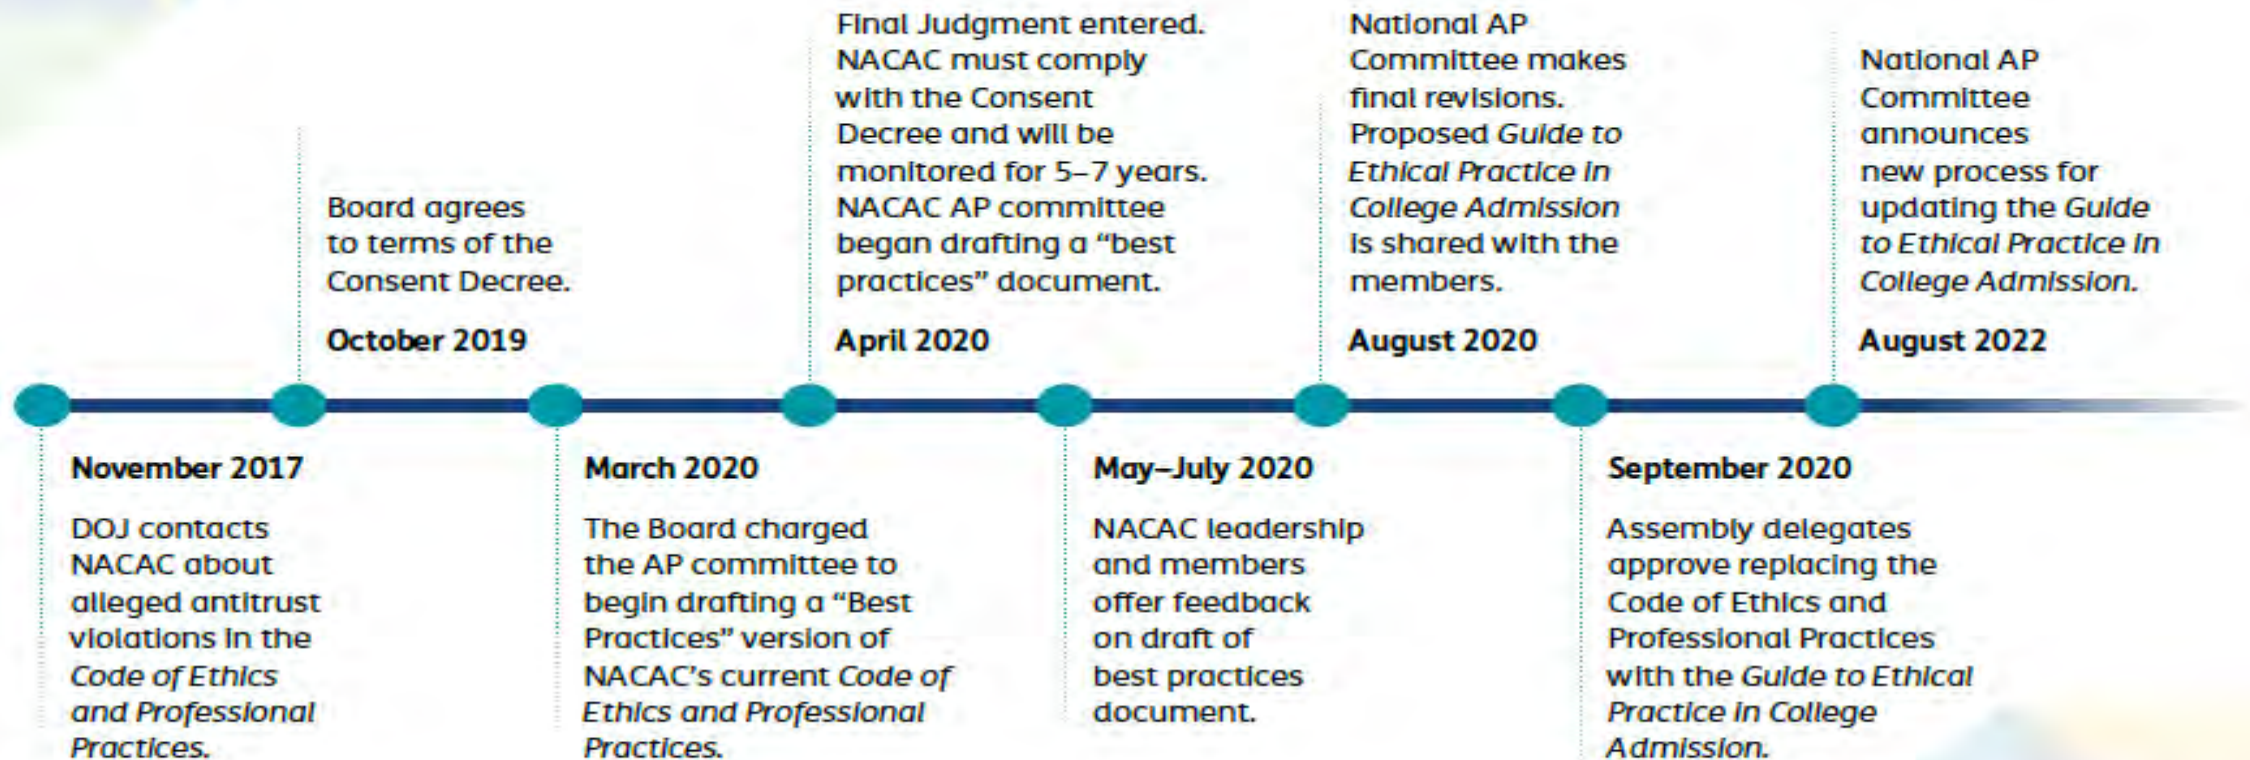 Final Judgment entered.
NACAC must comply
with the Consent
Decree and will be
monitored for 5–7 years.
NACAC AP committee
began drafting a “best
practices” document.
April 2020
National AP
Committee makes
final revisions.
Proposed Guide to
Ethical Practice in
College Admission
is shared with the
members.
August 2020
National AP
Committee
announces
new process for
updating the Guide
to Ethical Practice in
College Admission.
August 2022
Board agrees
to terms of the
Consent Decree.
October 2019
November 2017
DOJ contacts
NACAC about
alleged antitrust
violations in the
Code of Ethics
and Professional
Practices.
March 2020
The Board charged
the AP committee to
begin drafting a “Best
Practices” version of
NACAC’s current Code of
Ethics and Professional
Practices.
May–July 2020
NACAC leadership
and members
offer feedback
on draft of
best practices
document.
September 2020
Assembly delegates
approve replacing the
Code of Ethics and
Professional Practices
with the Guide to Ethical
Practice in College
Admission.